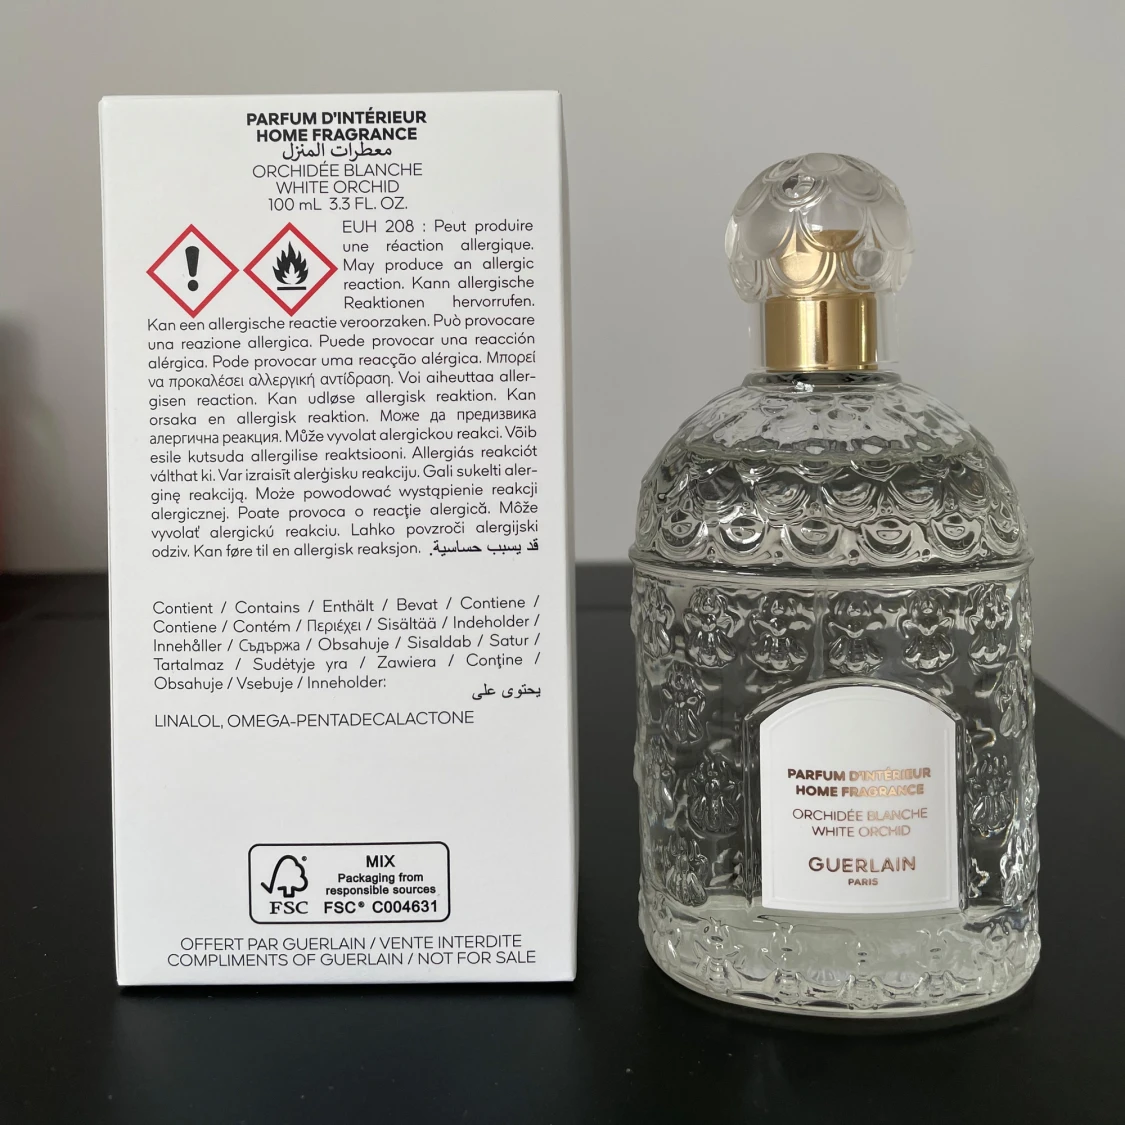 PARFUM D'INTÉRIEUR
HOME FRAGRANCE
معطرات المنزل
ORCHIDÉE BLANCHE
WHITE ORCHID
100 mL 3.3 FL. OZ.
EUH 208 : Peut produire
une réaction allergique.
May produce an allergic
reaction. Kann allergische
Reaktionen hervorrufen.
Kan een allergische reactie veroorzaken. Può provocare
una reazione allergica. Puede provocar una reacción
alérgica. Pode provocar uma reacção alérgica. Μπορεί
να προκαλέσει αλλεργική αντίδραση. Voi aiheuttaa aller-
gisen reaction. Kan udløse allergisk reaktion. Kan
orsaka en allergisk reaktion. Може да предизвика
алергична реакция. Může vyvolat alergickou reakci. Võib
esile kutsuda allergilise reaktsiooni. Allergiás reakciót
válthat ki. Var izraisīt alerģisku reakciju. Gali sukelti aler-
ginę reakciją. Może powodować wystąpienie reakcji
alergicznej. Poate provoca o reacţie alergică. Môže
vyvolať alergickú reakciu. Lahko povzroči alergijski
odziv. Kan føre til en allergisk reaksjon. قد يسبب حساسية.
Contient / Contains / Enthält / Bevat / Contiene /
Contiene / Contém / Περιέχει / Sisältää / Indeholder /
Innehåller / Съдържа / Obsahuje / Sisaldab / Satur /
Tartalmaz / Sudėtyje yra / Zawiera / Conţine /
Obsahuje / Vsebuje / Inneholder: يحتوى على
LINALOL, OMEGA-PENTADECALACTONE
MIX
Packaging from
responsible sources
FSC FSC® C004631
OFFERT PAR GUERLAIN / VENTE INTERDITE
COMPLIMENTS OF GUERLAIN / NOT FOR SALE
PARFUM D'INTÉRIEUR
HOME FRAGRANCE
ORCHIDÉE BLANCHE
WHITE ORCHID
GUERLAIN
PARIS